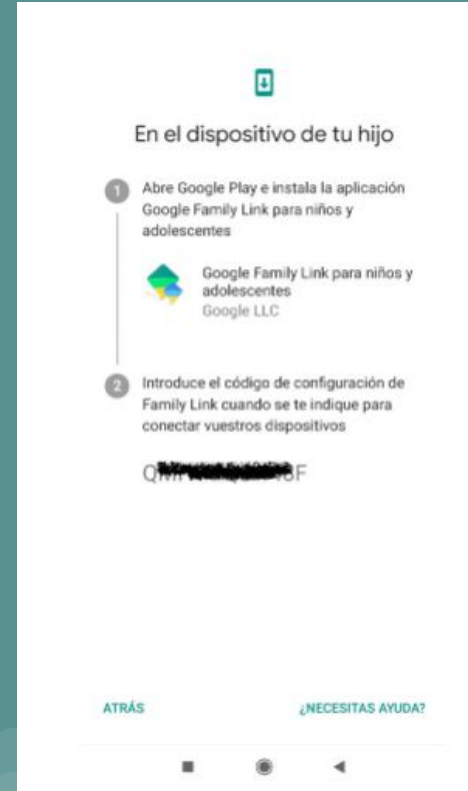 En el dispositivo de tu hijo
1 Abre Google Play e instala la aplicación
Google Family Link para niños y
adolescentes
Google Family Link para niños y
adolescentes
Google LLC
2 Introduce el código de configuración de
Family Link cuando se te indique para
conectar vuestros dispositivos
ATRÁS
¿NECESITAS AYUDA?